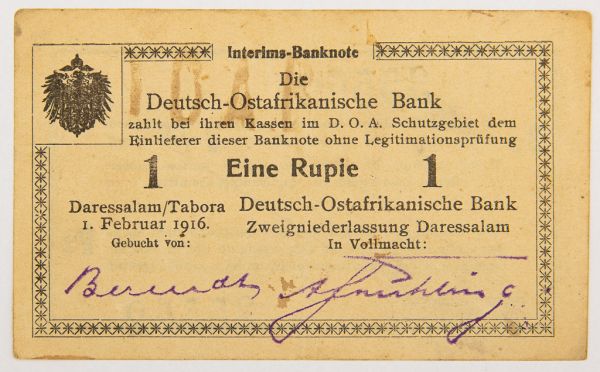 Interims-Banknote
Die
Deutsch-Ostafrikanische Bank
zahlt bei ihren Kassen im D. O. A. Schutzgebiet dem
Einlieferer dieser Banknote ohne Legitimationsprüfung
1 Eine Rupie 1
Daressalam/Tabora
1. Februar 1916.
Gebucht von:
Deutsch-Ostafrikanische Bank
Zweigniederlassung Daressalam
In Vollmacht:
Berendt